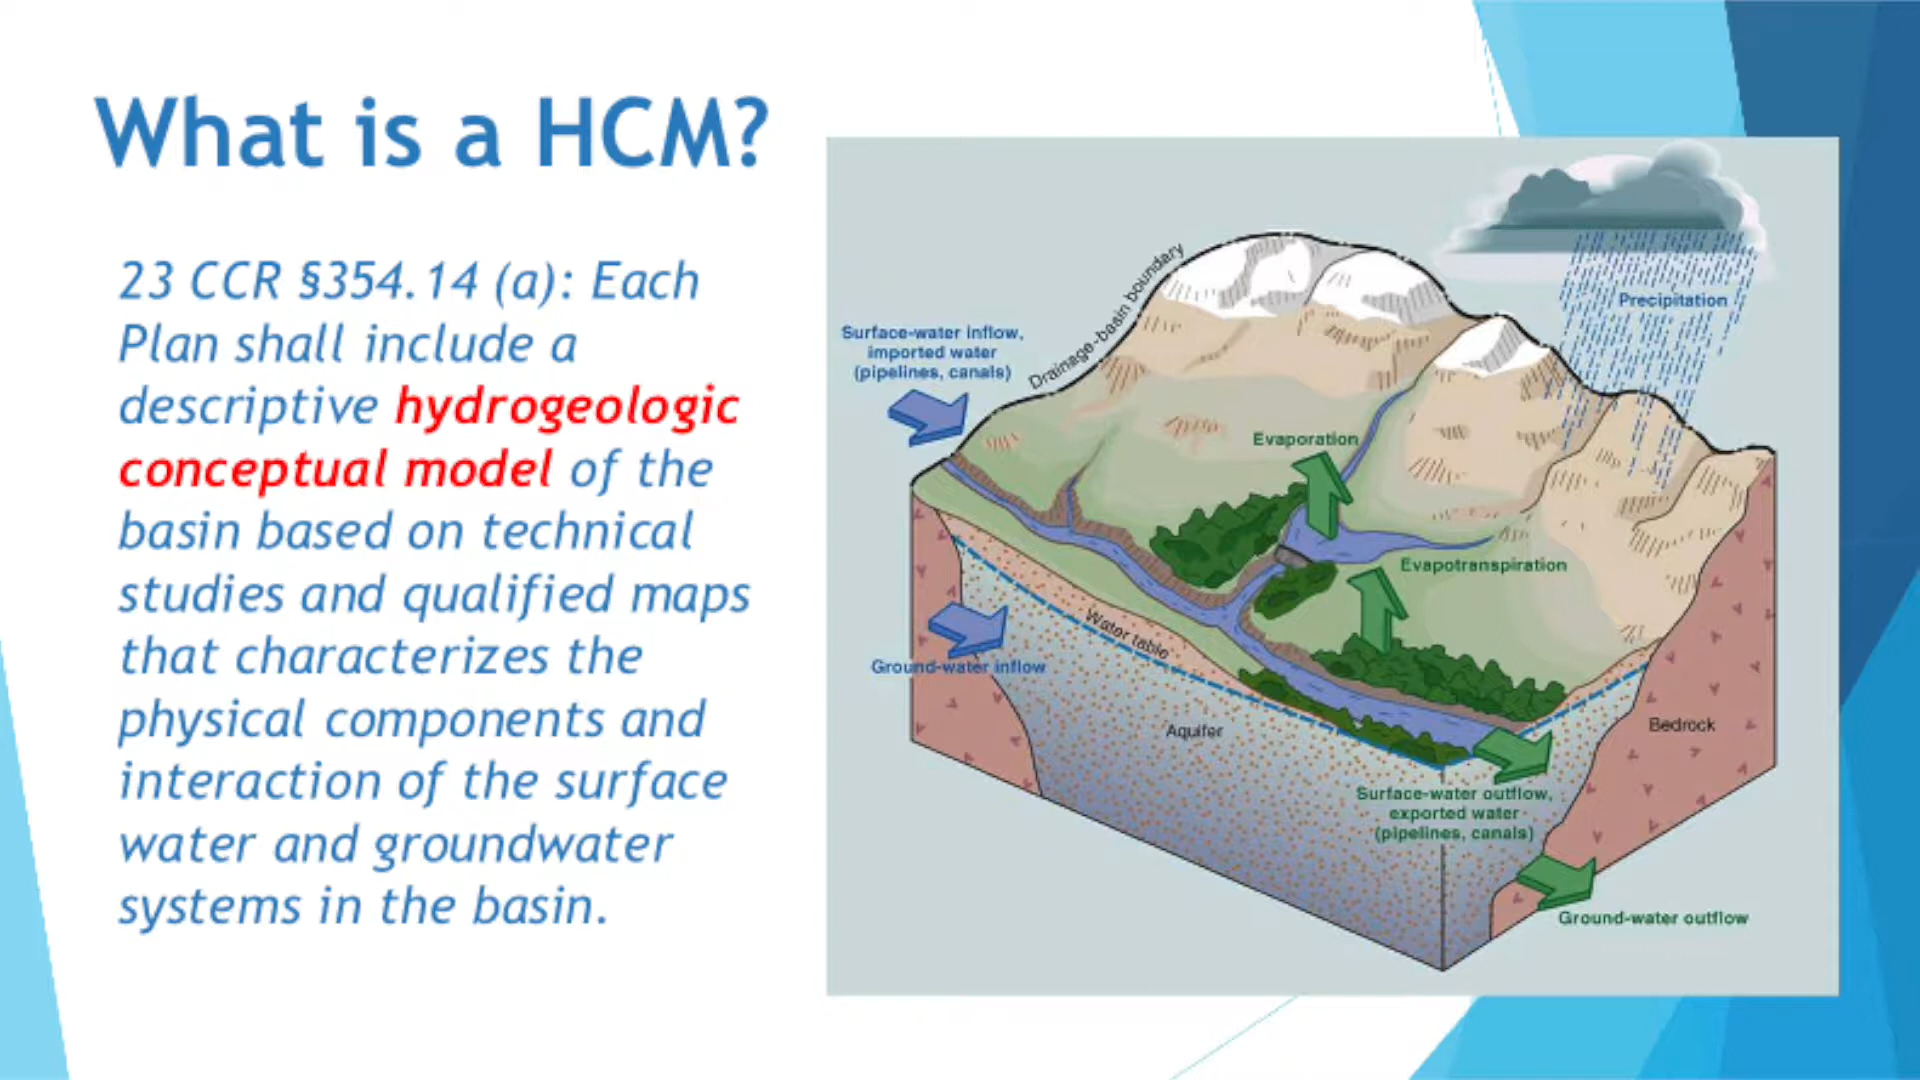 What is a HCM?
23 CCR §354.14 (a): Each
Plan shall include a
descriptive hydrogeologic
conceptual model of the
basin based on technical
studies and qualified maps
that characterizes the
physical components and
interaction of the surface
water and groundwater
systems in the basin.
Precipitation
Drainage-basin boundary
Surface-water inflow,
imported water
(pipelines, canals)
Evaporation
Evapotranspiration
Water table
Ground-water inflow
Aquifer
Bedrock
Surface-water outflow,
exported water
(pipelines, canals)
Ground-water outflow